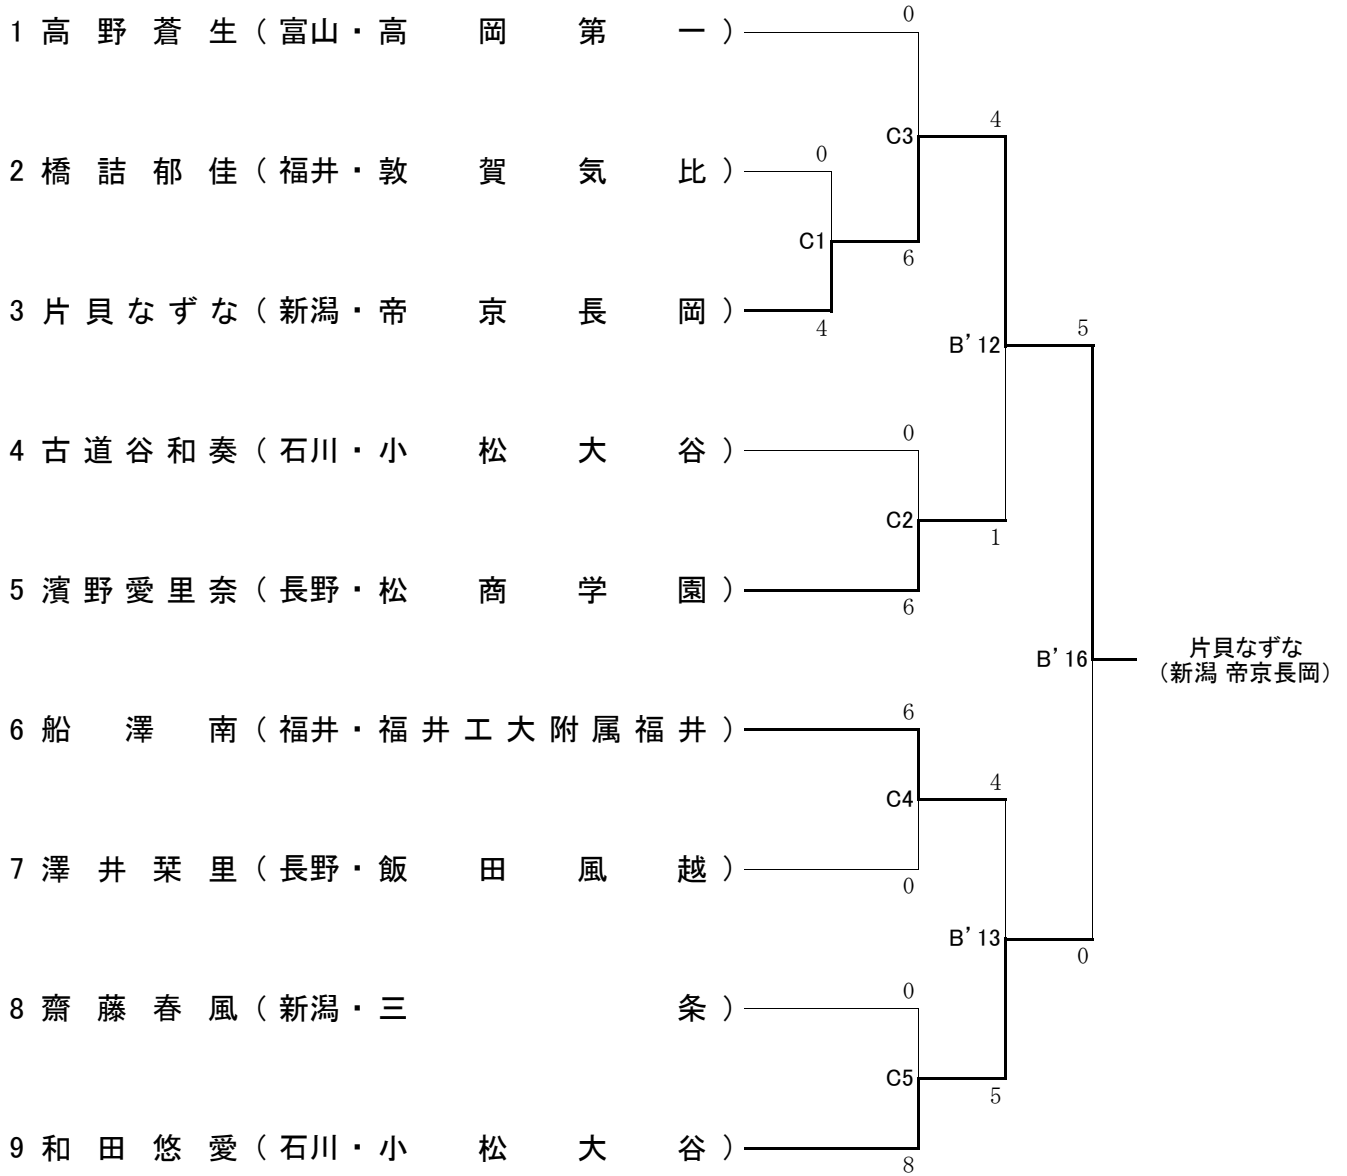 0
1 高野蒼生（富山・高岡第一）
C3
4
0
2 橋詰郁佳（福井・敦賀気比）
C1
6
3 片貝なずな（新潟・帝京長岡）
4
B’12
5
0
4 古道谷和奏（石川・小松大谷）
C2
1
5 濱野愛里奈（長野・松商学園）
6
B’16
片貝なずな
（新潟 帝京長岡）
6
6 船澤南（福井・福井工大附属福井）
C4
4
7 澤井栞里（長野・飯田風越）
0
B’13
0
0
8 齋藤春風（新潟・三条）
C5
5
9 和田悠愛（石川・小松大谷）
8